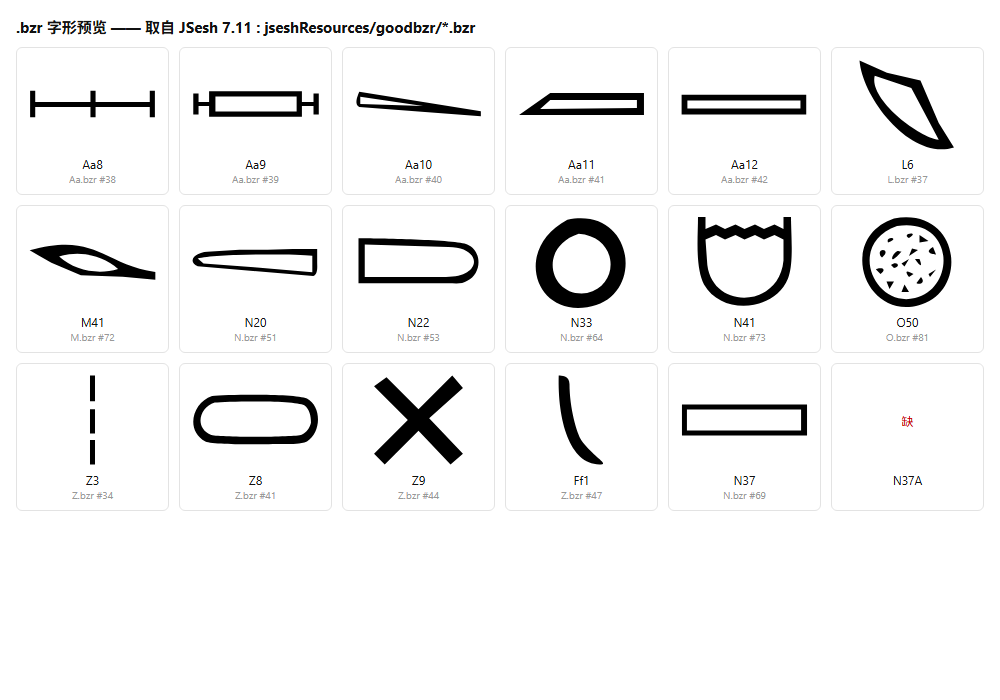 .bzr 字形预览 —— 取自 JSesh 7.11 : jseshResources/goodbzr/*.bzr
Aa8
Aa.bzr #38
Aa9
Aa.bzr #39
Aa10
Aa.bzr #40
Aa11
Aa.bzr #41
Aa12
Aa.bzr #42
L6
L.bzr #37
M41
M.bzr #72
N20
N.bzr #51
N22
N.bzr #53
N33
N.bzr #64
N41
N.bzr #73
O50
O.bzr #81
Z3
Z.bzr #34
Z8
Z.bzr #41
Z9
Z.bzr #44
Ff1
Z.bzr #47
N37
N.bzr #69
缺
N37A